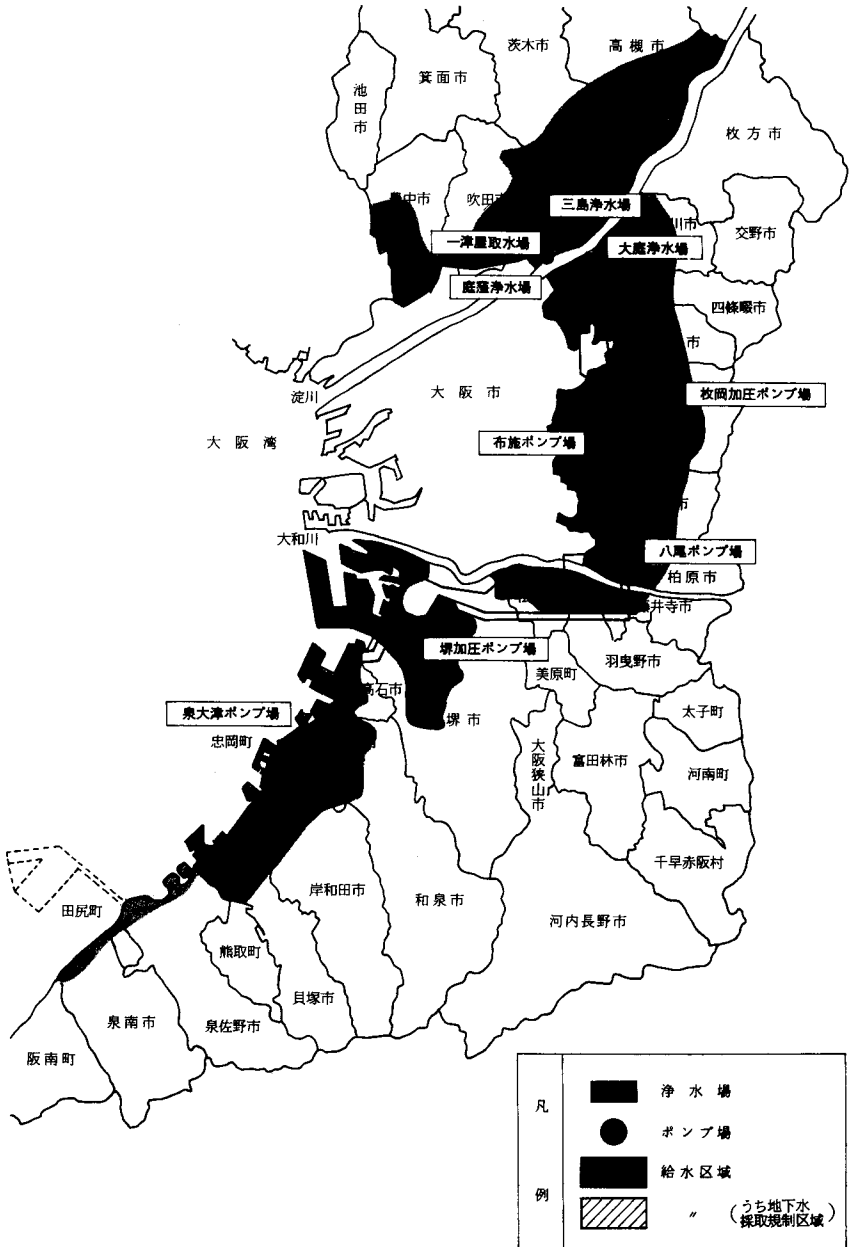 茨木市
高槻市
箕面市
池田市
枚方市
豊中市
吹田市
三島浄水場
川市
交野市
一津屋取水場
大庭浄水場
庭窪浄水場
四條畷市
市
淀川
大阪市
枚岡加圧ポンプ場
大阪湾
布施ポンプ場
市
大和川
八尾ポンプ場
柏原市
井寺市
堺加圧ポンプ場
羽曳野市
美原町
高石市
泉大津ポンプ場
太子町
堺市
忠岡町
大阪狭山市
富田林市
河南町
千早赤阪村
岸和田市
和泉市
田尻町
河内長野市
熊取町
貝塚市
泉南市
泉佐野市
阪南町
凡例
浄水場
ポンプ場
給水区域
〃 (うち地下水
採取規制区域)